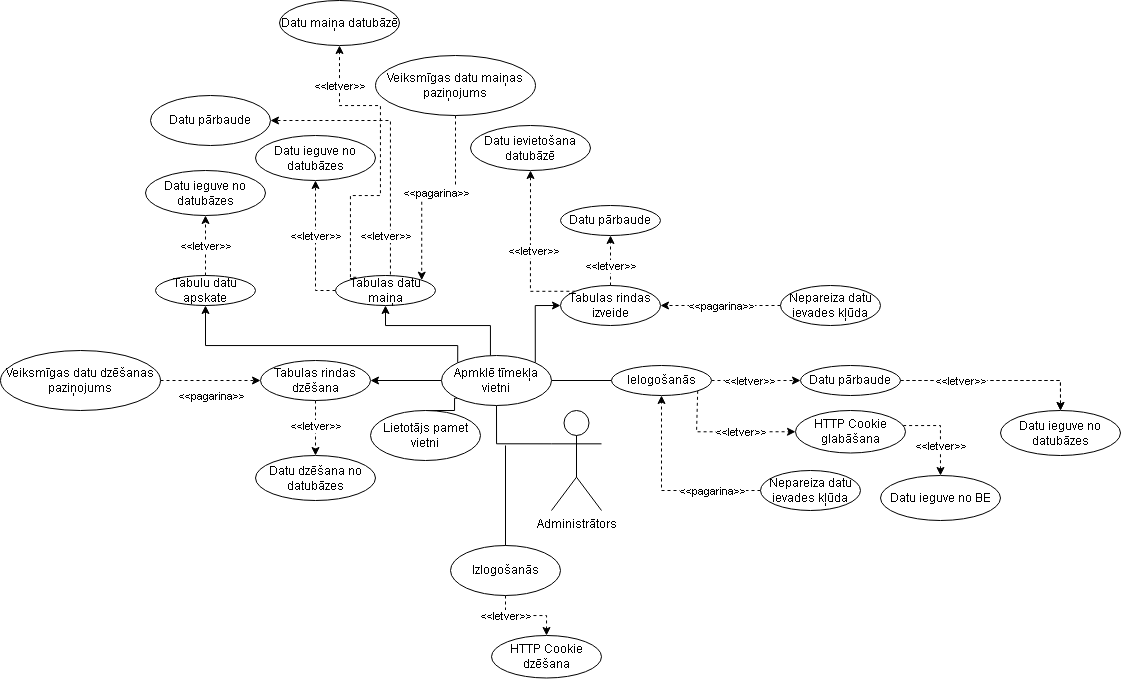 Datu maiņa datubāzē
<<Ietver>>
Veiksmīgas datu maiņas
paziņojums
Datu pārbaude
Datu ieguve no
datubāzes
Datu ievietošana
datubāzē
Datu ieguve no
datubāzes
<<pagarina>>
Datu pārbaude
<<Ietver>>
<<Ietver>>
<<Ietver>>
<<Ietver>>
<<Ietver>>
Tabulu datu
apskate
Tabulas datu
maiņa
Tabulas rindas
izveide
<<pagarina>>
Nepareiza datu
ievades kļūda
Veiksmīgas datu dzēšanas
paziņojums
<<pagarina>>
Tabulas rindas
dzēšana
Apmklē tīmekļa
vietni
Ielogošanās
<<Ietver>>
Datu pārbaude
<<Ietver>>
<<Ietver>>
Lietotājs pamet
vietni
<<Ietver>>
HTTP Cookie
glabāšana
<<Ietver>>
Datu ieguve no
datubāzes
Datu dzēšana no
datubāzes
<<pagarina>>
Nepareiza datu
ievades kļūda
Datu ieguve no BE
Administrātors
Izlogošanās
<<Ietver>>
HTTP Cookie
dzēšana